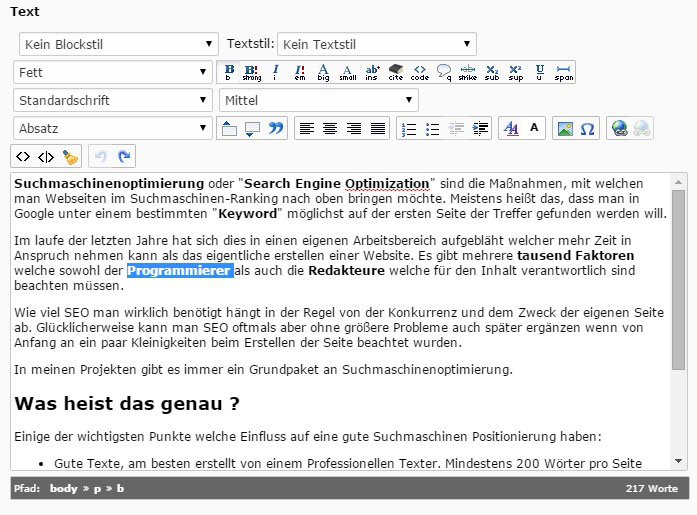 Text
Kein Blockstil Textstil: Kein Textstil
Fett b B b! strong i I i em A big A small ab+ ins cite <> code q abc strike X2 sub X2 sup U u span
Standardschrift Mittel
Absatz
Suchmaschinenoptimierung oder "Search Engine Optimization" sind die Maßnahmen, mit welchen
man Webseiten im Suchmaschinen-Ranking nach oben bringen möchte. Meistens heißt das, dass man in
Google unter einem bestimmten "Keyword" möglichst auf der ersten Seite der Treffer gefunden werden will.
Im laufe der letzten Jahre hat sich dies in einen eigenen Arbeitsbereich aufgebläht welcher mehr Zeit in
Anspruch nehmen kann als das eigentliche erstellen einer Website. Es gibt mehrere tausend Faktoren
welche sowohl der Programmierer als auch die Redakteure welche für den Inhalt verantwortlich sind
beachten müssen.
Wie viel SEO man wirklich benötigt hängt in der Regel von der Konkurrenz und dem Zweck der eigenen Seite
ab. Glücklicherweise kann man SEO oftmals aber ohne größere Probleme auch später ergänzen wenn von
Anfang an ein paar Kleinigkeiten beim Erstellen der Seite beachtet wurden.
In meinen Projekten gibt es immer ein Grundpaket an Suchmaschinenoptimierung.
Was heist das genau ?
Einige der wichtigsten Punkte welche Einfluss auf eine gute Suchmaschinen Positionierung haben:
• Gute Texte, am besten erstellt von einem Professionellen Texter. Mindestens 200 Wörter pro Seite
Pfad: body » p » b 217 Worte